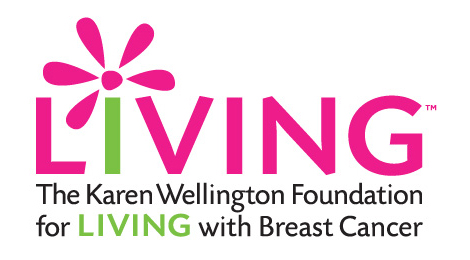 LIVING™
The Karen Wellington Foundation
for LIVING with Breast Cancer